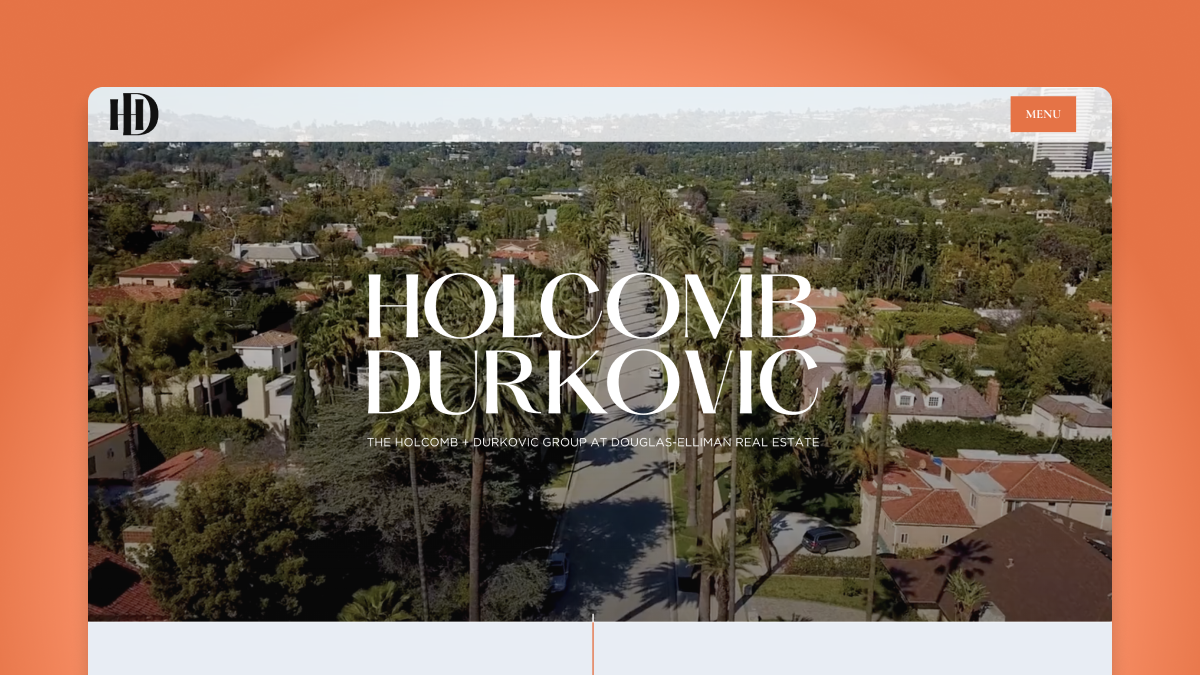 HD
MENU
HOLCOMB
DURKOVIC
THE HOLCOMB + DURKOVIC GROUP AT DOUGLAS-ELLIMAN REAL ESTATE